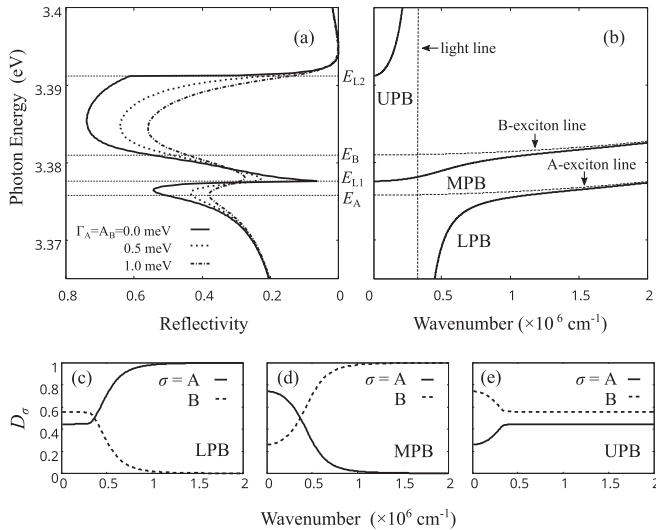 3.4
3.39
3.38
3.37
Photon Energy (eV)
(a)
E_L2
E_B
E_L1
E_A
Γ_A=A_B=0.0 meV
0.5 meV
1.0 meV
0.8 0.6 0.4 0.2 0
Reflectivity
(b)
light line
UPB
B-exciton line
A-exciton line
MPB
LPB
0 0.5 1 1.5 2
Wavenumber (×10^6 cm^-1)
D_σ
1
0.8
0.6
0.4
0.2
0
(c)
σ = A
B
LPB
0 0.5 1 1.5 2
(d)
σ = A
B
MPB
0 0.5 1 1.5 2
(e)
σ = A
B
UPB
0 0.5 1 1.5 2
Wavenumber (×10^6 cm^-1)